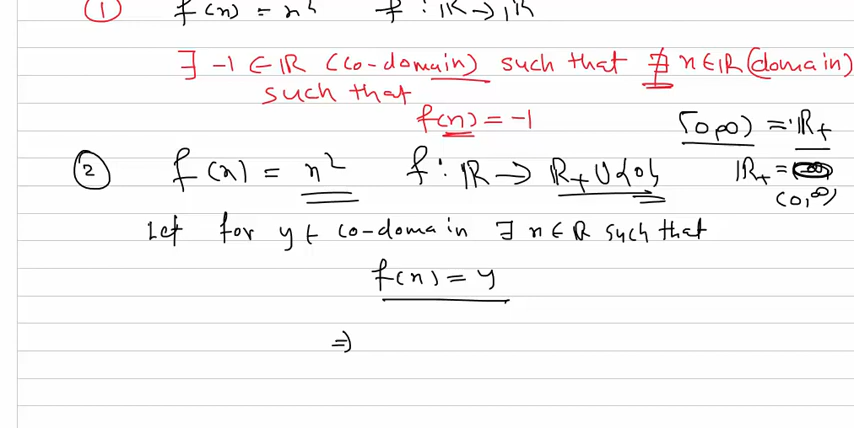 ① f(x) = x² f : ℝ → ℝ
∃ -1 ∈ ℝ (co-domain) such that ∄ x ∈ ℝ (domain)
such that
f(x) = -1
[0,∞) = ℝ₊
② f(x) = x² f : ℝ → ℝ₊ ∪ {0}
ℝ₊ =
(0,∞)
Let for y ∈ co-domain ∃ x ∈ ℝ such that
f(x) = y
⇒